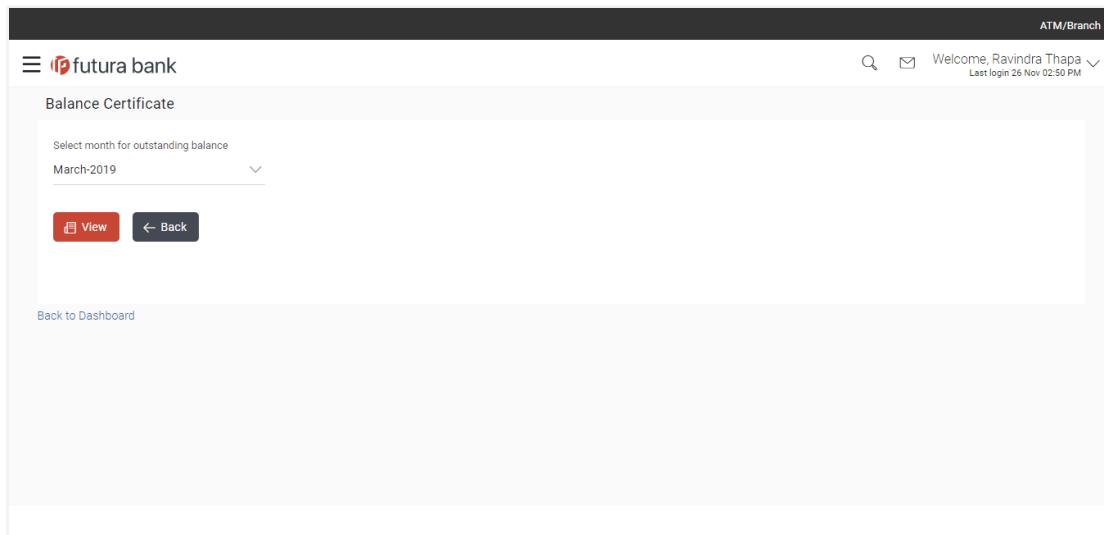 ATM/Branch
futura bank
Welcome, Ravindra Thapa
Last login 26 Nov 02:50 PM
Balance Certificate
Select month for outstanding balance
March-2019
View
Back
Back to Dashboard